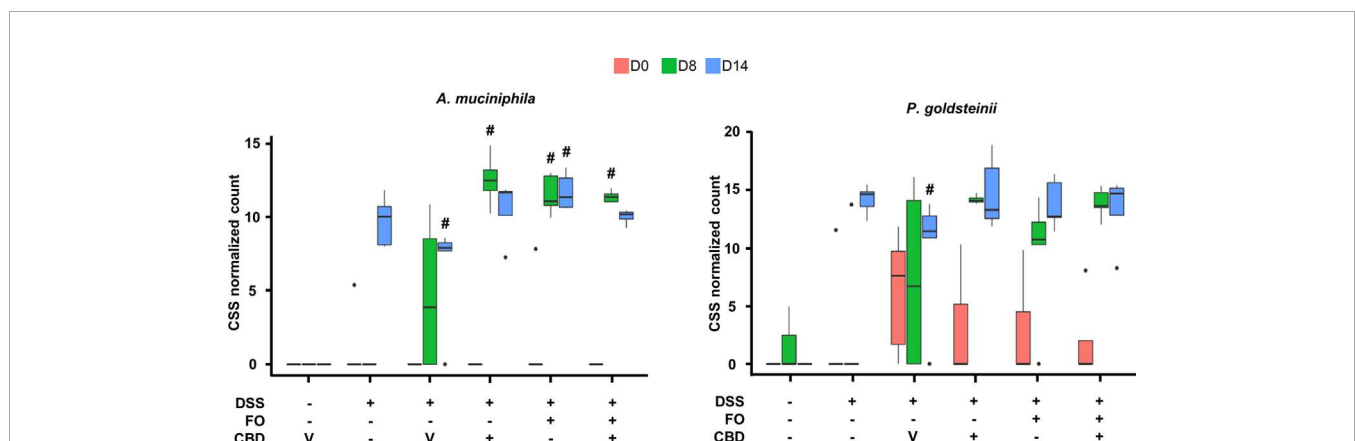 D0 D8 D14
A. muciniphila
P. goldsteinii
CSS normalized count
15
10
5
0
# # # # #
DSS - + + + + +
FO - - - - + +
CBD V - V + - +
CSS normalized count
20
15
10
5
0
#
DSS - + + + + +
FO - - - - + +
CBD - - V + - +